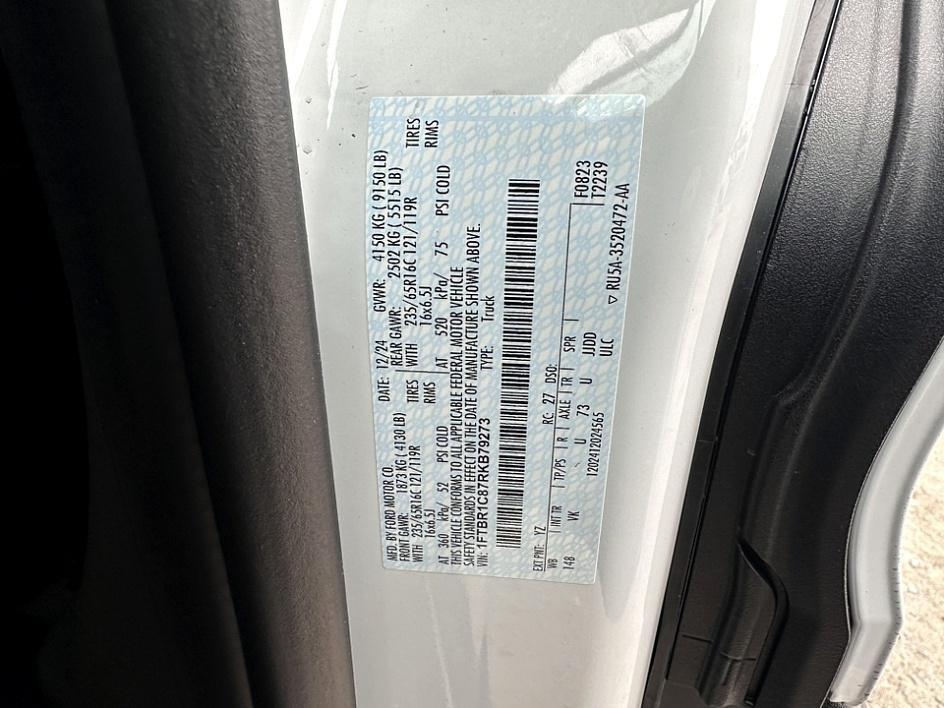 MFD. BY FORD MOTOR CO. DATE: 12/24 GVWR: 4150 KG ( 9150 LB)
FRONT GAWR: 1873 KG ( 4130 LB) REAR GAWR: 2502 KG ( 5515 LB)
WITH 235/65R16C 121/119R TIRES WITH 235/65R16C 121/119R TIRES
16x6.5J RIMS 16x6.5J RIMS
AT 360 kPa/ 52 PSI COLD AT 520 kPa/ 75 PSI COLD
THIS VEHICLE CONFORMS TO ALL APPLICABLE FEDERAL MOTOR VEHICLE
SAFETY STANDARDS IN EFFECT ON THE DATE OF MANUFACTURE SHOWN ABOVE.
VIN: 1FTBR1C87RKB79273 TYPE: Truck
EXT PNT: YZ RC: 27 DSO: F0823
WB INT TR TP/PS R AXLE TR SPR T2239
148 VK U 73 U JJDD
1202412024565 ULC
▽ RU5A-3520472-AA